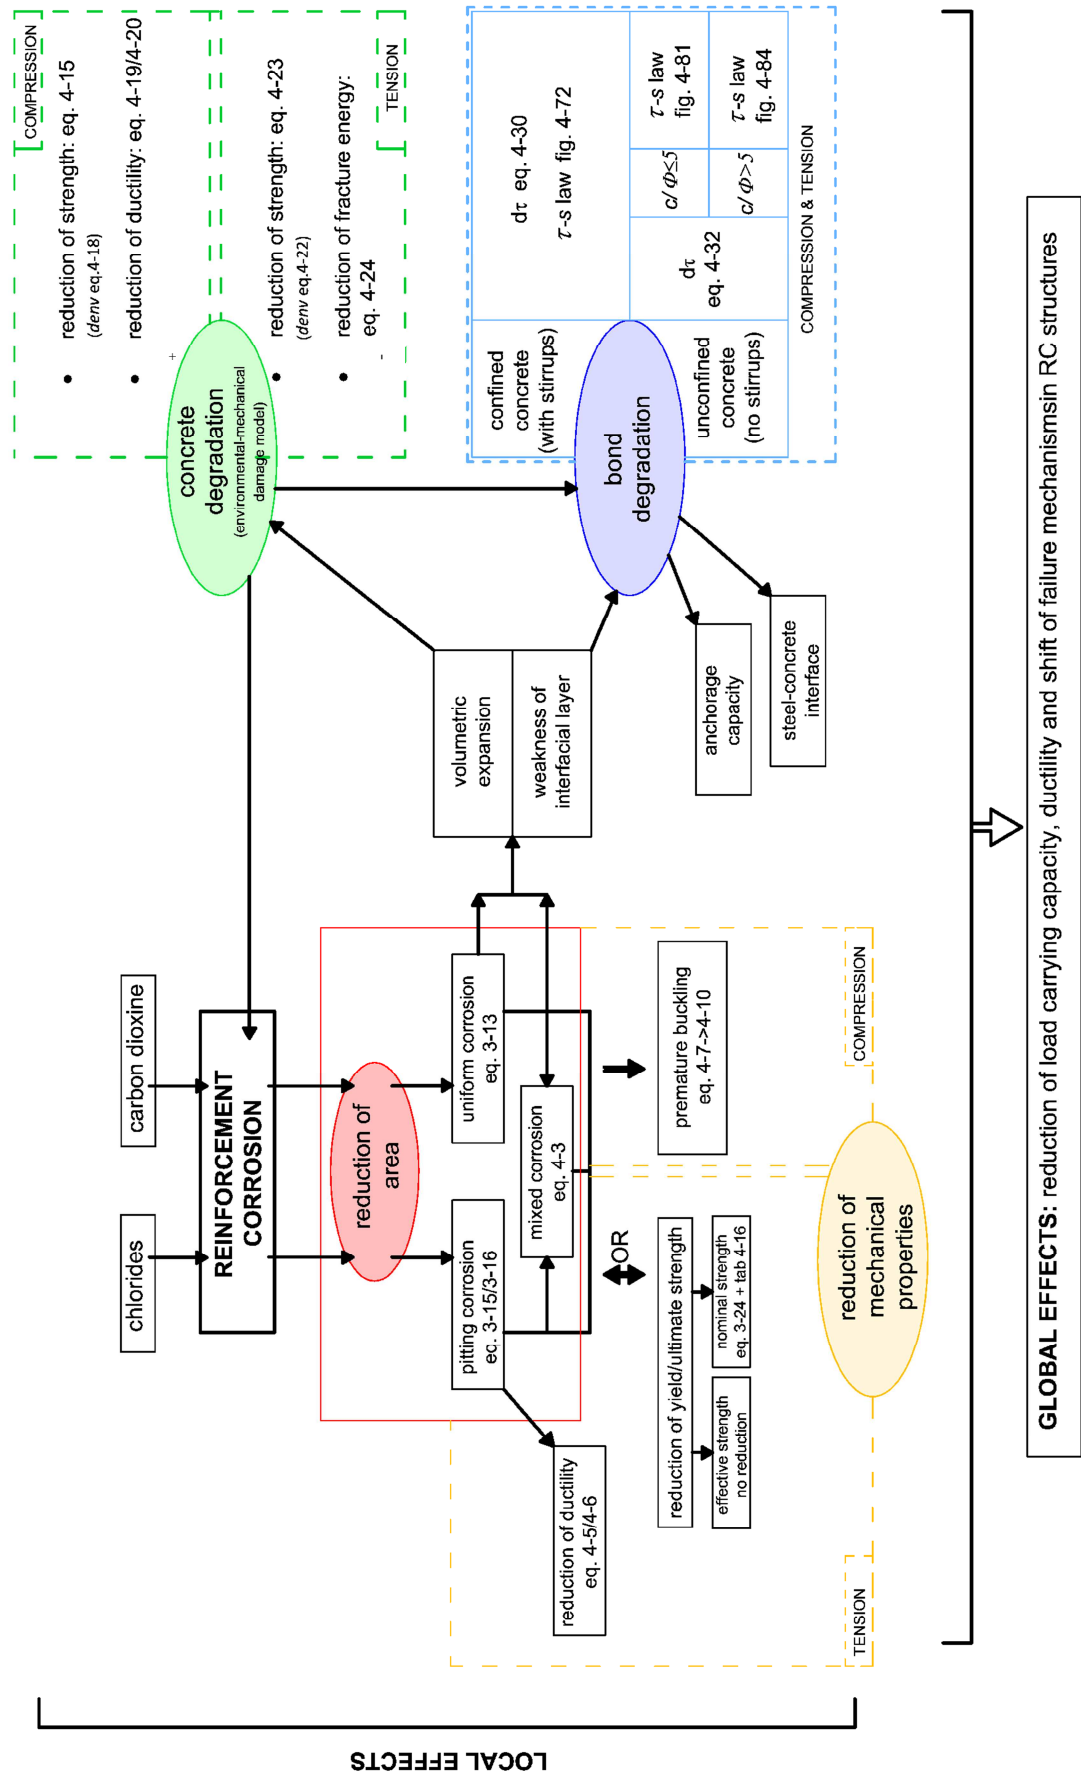 LOCAL EFFECTS
chlorides
carbon dioxine
REINFORCEMENT
CORROSION
reduction of
area
pitting corrosion
ec. 3-15/3-16
uniform corrosion
eq. 3-13
mixed corrosion
eq. 4-3
reduction of ductility
eq. 4-5/4-6
OR
reduction of yield/ultimate strength
effective strength
no reduction
nominal strength
eq. 3-24 + tab 4-16
premature buckling
eq. 4-7->4-10
TENSION
COMPRESSION
reduction of
mechanical
properties
volumetric
expansion
weakness of
interfacial layer
concrete
degradation
(environmental-mechanical
damage model)
COMPRESSION
• reduction of strength: eq. 4-15
(denv eq.4-18)
• reduction of ductility: eq. 4-19/4-20
+
• reduction of strength: eq. 4-23
(denv eq.4-22)
• reduction of fracture energy:
eq. 4-24
-
TENSION
bond
degradation
anchorage
capacity
steel-concrete
interface
confined
concrete
(with stirrups)
dτ eq. 4-30
τ-s law fig. 4-72
unconfined
concrete
(no stirrups)
dτ
eq. 4-32
c/Φ≤5
τ-s law
fig. 4-81
c/Φ>5
τ-s law
fig. 4-84
COMPRESSION & TENSION
GLOBAL EFFECTS: reduction of load carrying capacity, ductility and shift of failure mechanismsin RC structures